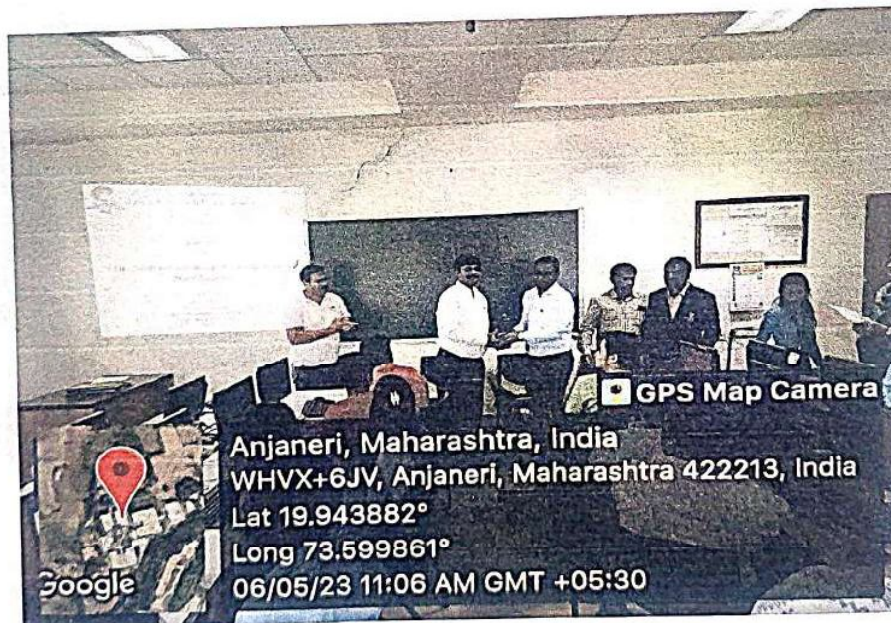 GPS Map Camera
Anjaneri, Maharashtra, India
WHVX+6JV, Anjaneri, Maharashtra 422213, India
Lat 19.943882°
Long 73.599861°
06/05/23 11:06 AM GMT +05:30
Google